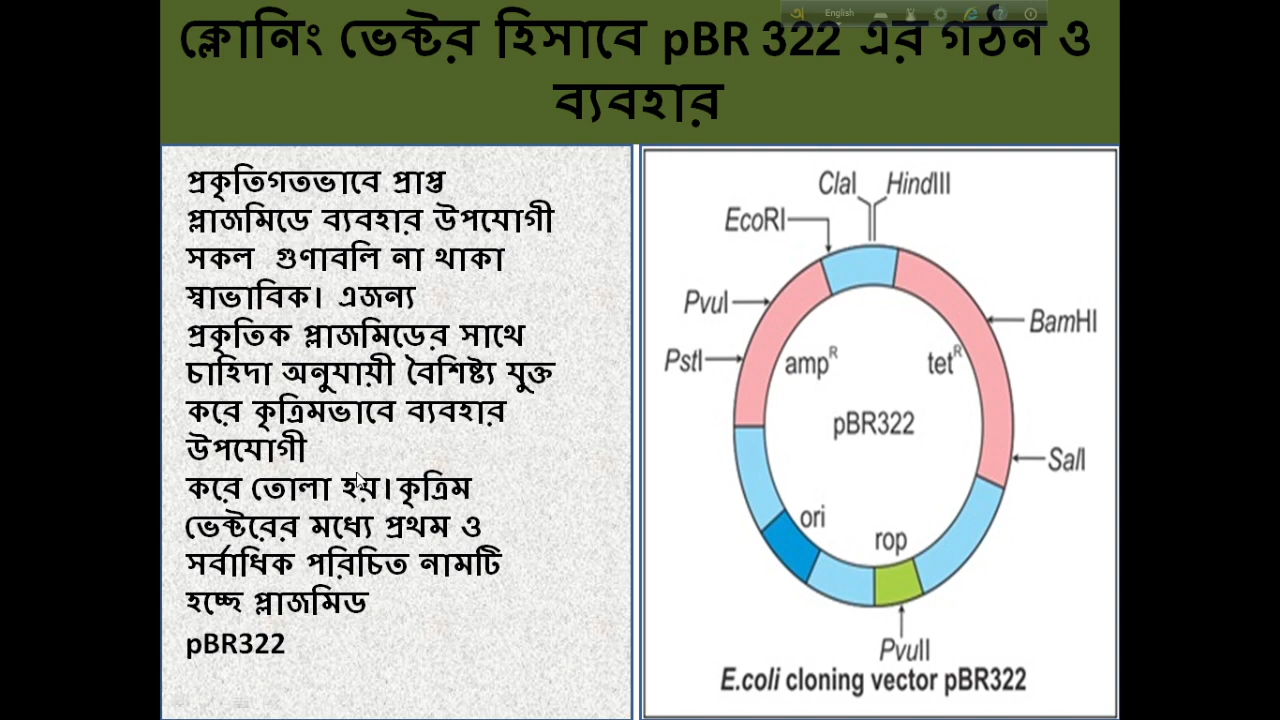 English
ক্লোনিং ভেক্টর হিসাবে pBR 322 এর গঠন ও
ব্যবহার
প্রকৃতিগতভাবে প্রাপ্ত
প্লাজমিডে ব্যবহার উপযোগী
সকল গুণাবলি না থাকা
স্বাভাবিক। এজন্য
প্রকৃতিক প্লাজমিডের সাথে
চাহিদা অনুযায়ী বৈশিষ্ট্য যুক্ত
করে কৃত্রিমভাবে ব্যবহার
উপযোগী
করে তোলা হয়। কৃত্রিম
ভেক্টরের মধ্যে প্রথম ও
সর্বাধিক পরিচিত নামটি
হচ্ছে প্লাজমিড
pBR322
ClaI HindIII
EcoRI
PvuI
BamHI
PstI
ampR
tetR
pBR322
SalI
ori
rop
PvuII
E.coli cloning vector pBR322